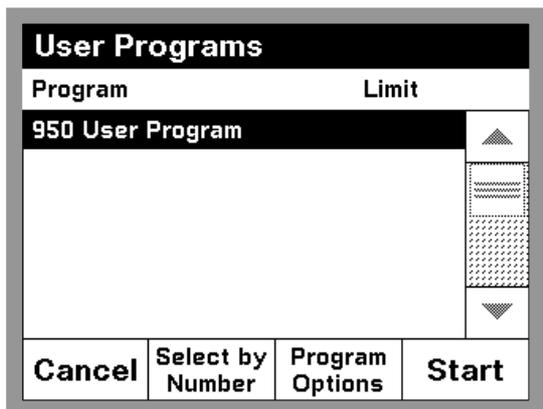 User Programs
Program Limit
950 User Program
Cancel Select by Number Program Options Start